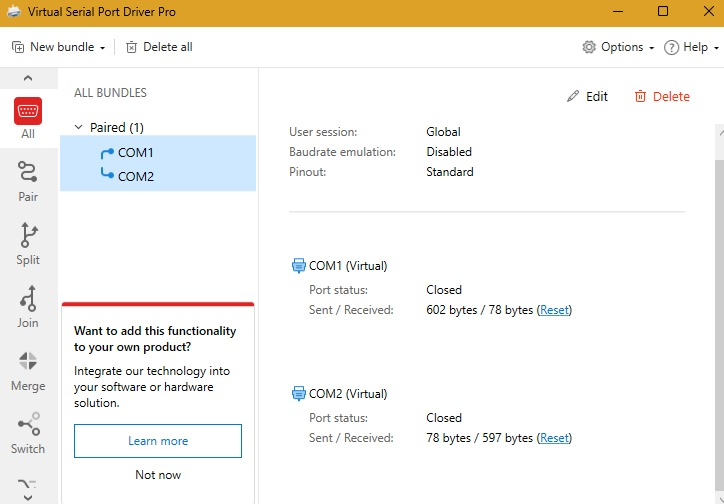 Virtual Serial Port Driver Pro
New bundle
Delete all
Options
Help
All
Pair
Split
Join
Merge
Switch
ALL BUNDLES
Paired (1)
COM1
COM2
Want to add this functionality
to your own product?
Integrate our technology into
your software or hardware
solution.
Learn more
Not now
Edit
Delete
User session: Global
Baudrate emulation: Disabled
Pinout: Standard
COM1 (Virtual)
Port status: Closed
Sent / Received: 602 bytes / 78 bytes (Reset)
COM2 (Virtual)
Port status: Closed
Sent / Received: 78 bytes / 597 bytes (Reset)